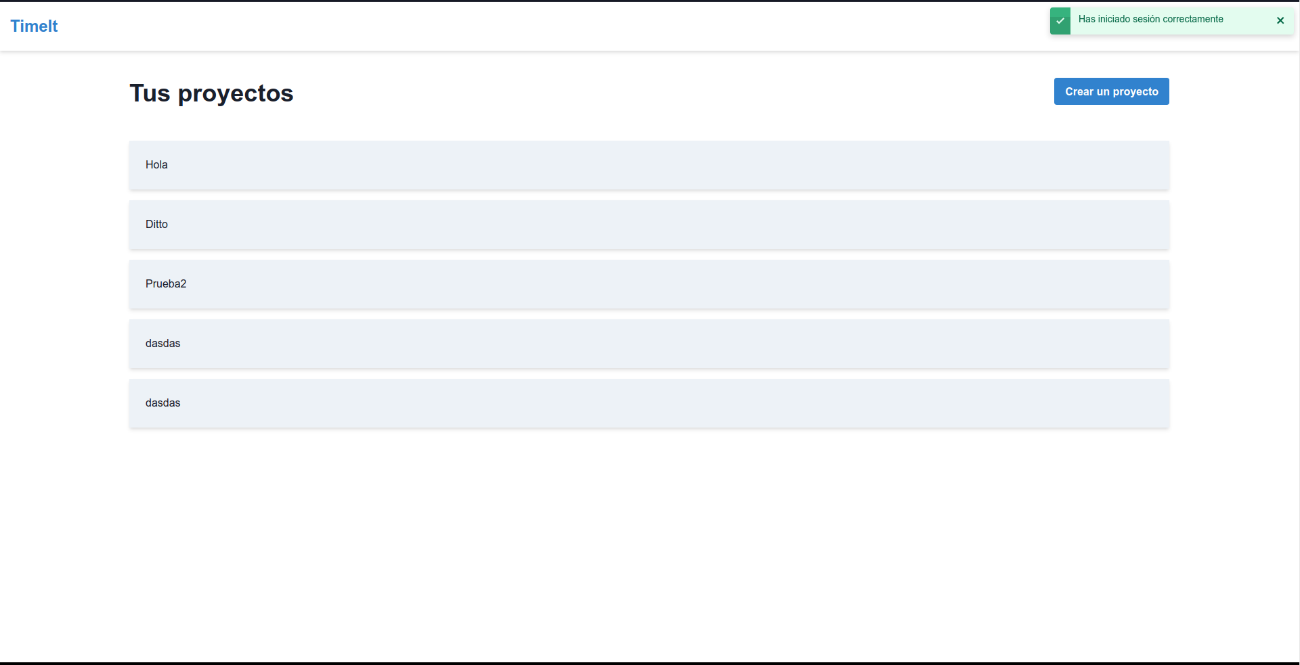 TimeIt
Has iniciado sesión correctamente
Tus proyectos
Crear un proyecto
Hola
Ditto
Prueba2
dasdas
dasdas